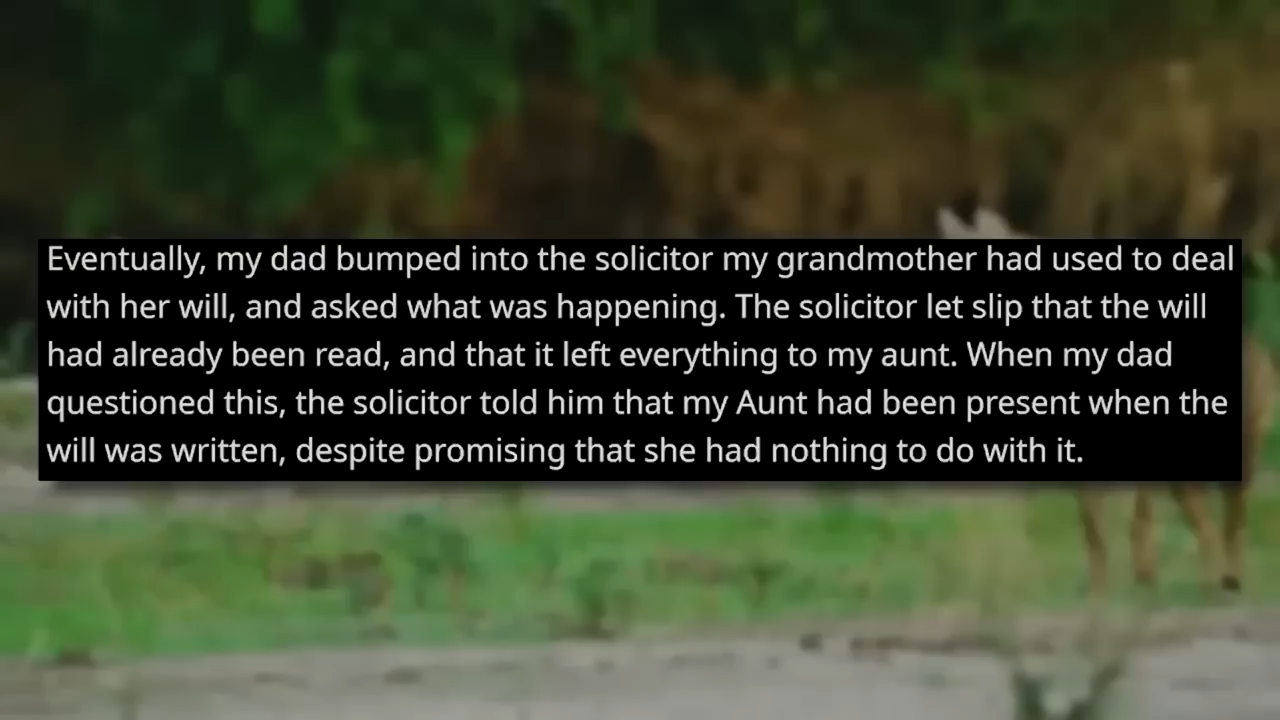 Eventually, my dad bumped into the solicitor my grandmother had used to deal
with her will, and asked what was happening. The solicitor let slip that the will
had already been read, and that it left everything to my aunt. When my dad
questioned this, the solicitor told him that my Aunt had been present when the
will was written, despite promising that she had nothing to do with it.